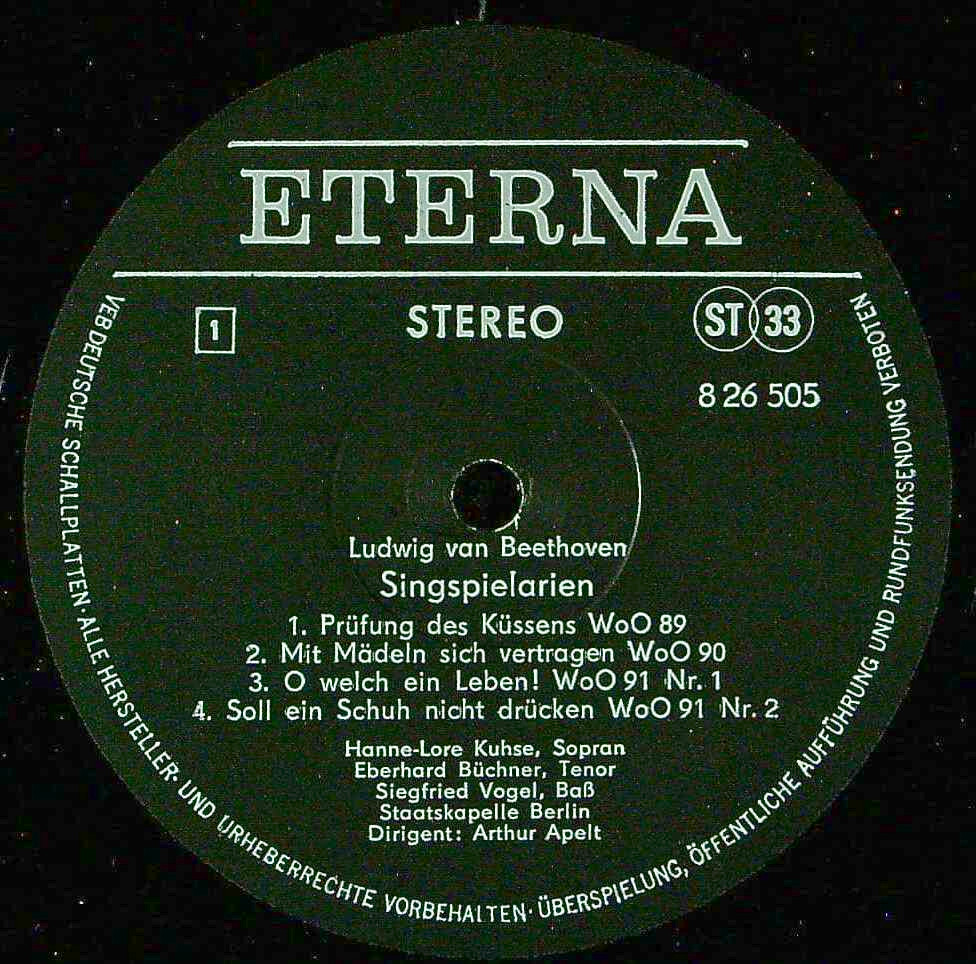 ETERNA
1
STEREO
ST 33
8 26 505
Ludwig van Beethoven
Singspielarien
1. Prüfung des Küssens WoO 89
2. Mit Mädeln sich vertragen WoO 90
3. O welch ein Leben! WoO 91 Nr. 1
4. Soll ein Schuh nicht drücken WoO 91 Nr. 2
Hanne-Lore Kuhse, Sopran
Eberhard Büchner, Tenor
Siegfried Vogel, Baß
Staatskapelle Berlin
Dirigent: Arthur Apelt
VEB DEUTSCHE SCHALLPLATTEN · ALLE HERSTELLER- UND URHEBERRECHTE VORBEHALTEN · ÜBERSPIELUNG, ÖFFENTLICHE AUFFÜHRUNG UND RUNDFUNKSENDUNG VERBOTEN